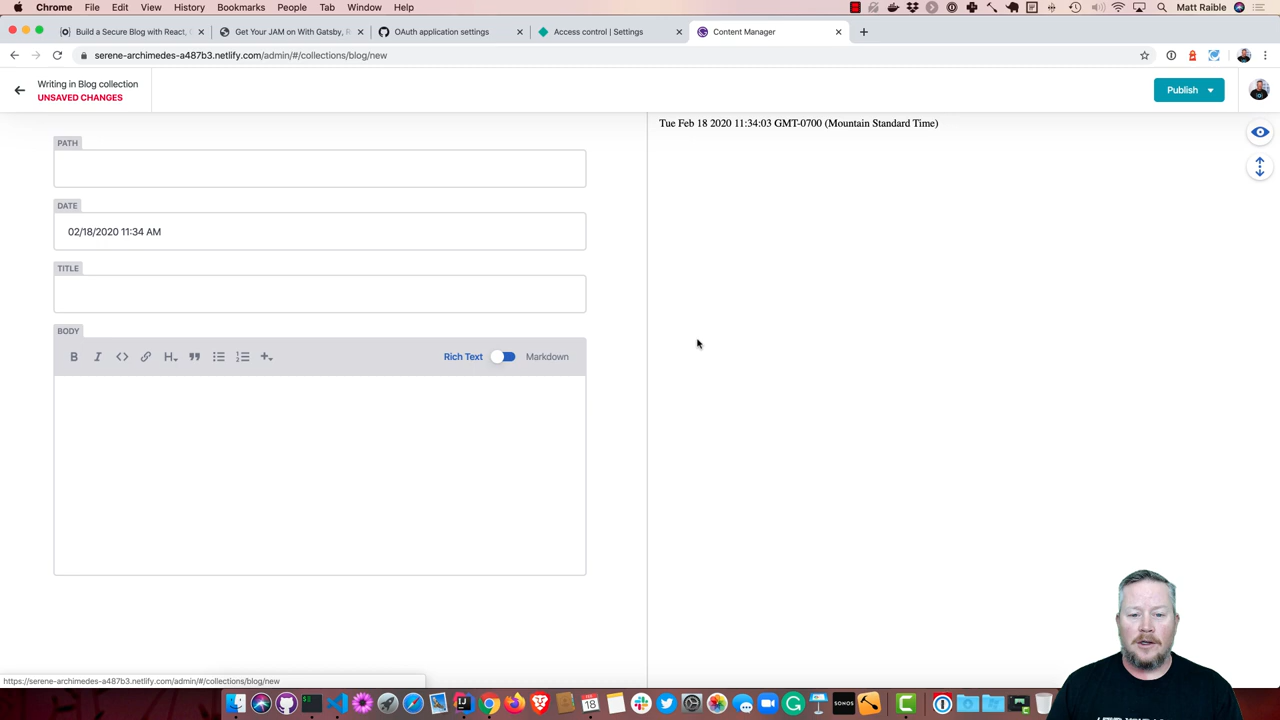 Chrome File Edit View History Bookmarks People Tab Window Help Matt Raible
Build a Secure Blog with React, Get Your JAM on With Gatsby, OAuth application settings Access control | Settings Content Manager
serene-archimedes-a487b3.netlify.com/admin/#/collections/blog/new
Writing in Blog collection
UNSAVED CHANGES
Publish
Tue Feb 18 2020 11:34:03 GMT-0700 (Mountain Standard Time)
PATH
DATE
02/18/2020 11:34 AM
TITLE
BODY
Rich Text Markdown
https://serene-archimedes-a487b3.netlify.com/admin/#/collections/blog/new
SONOS